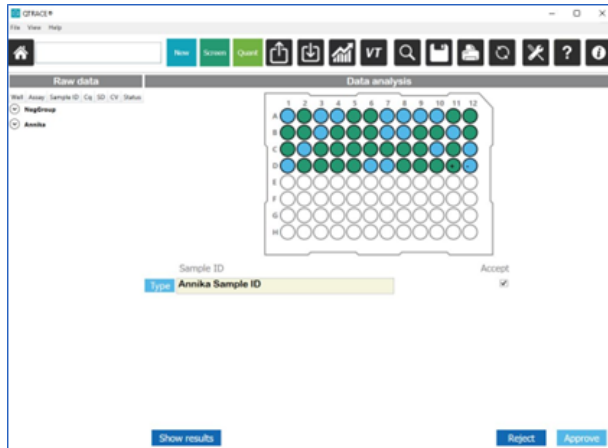 QTRACE®
File View Help
New Screen Quant VT ? i
Raw data
Data analysis
Well Assay Sample ID Cq SD CV Status
NegGroup
Annika
1 2 3 4 5 6 7 8 9 10 11 12
A
B
C
D
E
F
G
H
Sample ID Accept
Type Annika Sample ID
Show results Reject Approve